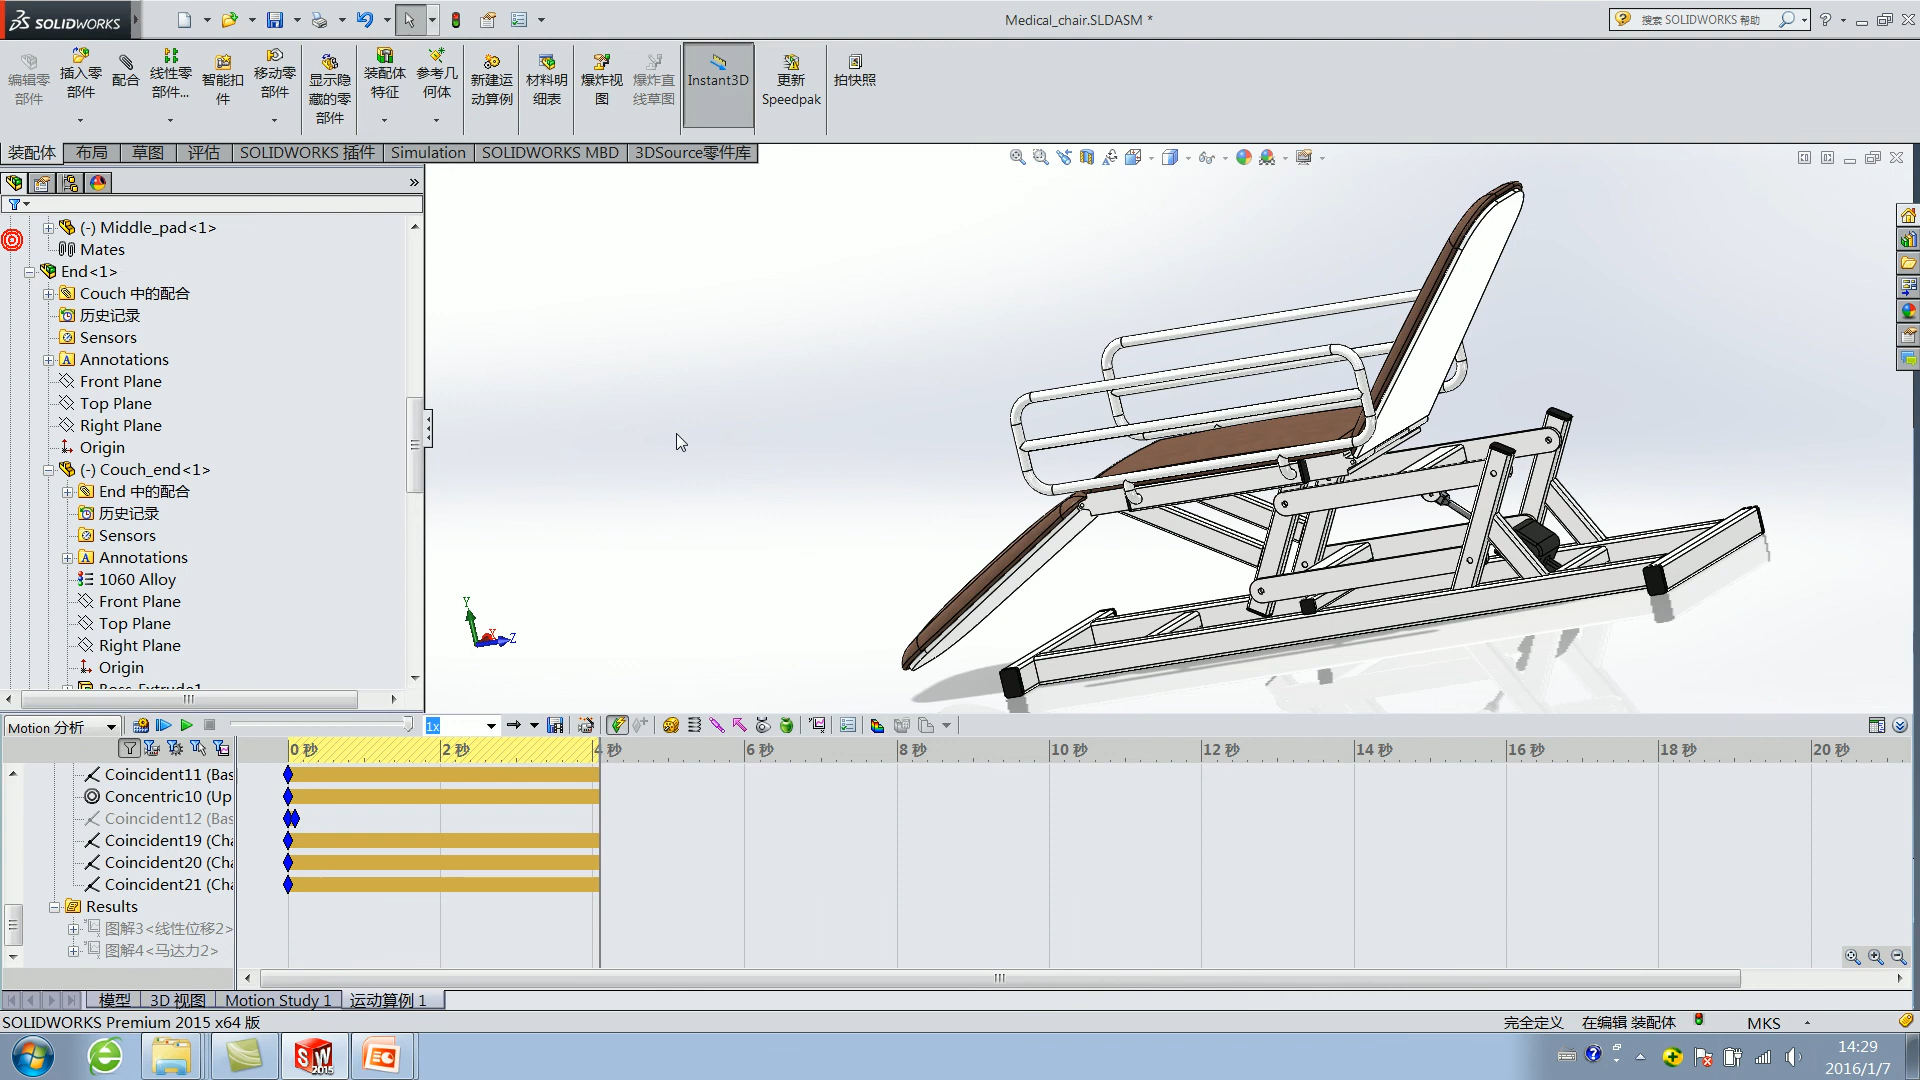 SOLIDWORKS
Medical_chair.SLDASM *
搜索 SOLIDWORKS 帮助
编辑零部件
插入零部件
配合
线性零部件...
智能扣件
移动零部件
显示隐藏的零部件
装配体特征
参考几何体
新建运动算例
材料明细表
爆炸视图
爆炸直线草图
Instant3D
更新 Speedpak
拍快照
装配体
布局
草图
评估
SOLIDWORKS 插件
Simulation
SOLIDWORKS MBD
3DSource零件库
(-) Middle_pad<1>
Mates
End<1>
Couch 中的配合
历史记录
Sensors
Annotations
Front Plane
Top Plane
Right Plane
Origin
(-) Couch_end<1>
End 中的配合
历史记录
Sensors
Annotations
1060 Alloy
Front Plane
Top Plane
Right Plane
Origin
Boss-Extrude1
Y
X
Z
Motion 分析
1x
0 秒
2 秒
4 秒
6 秒
8 秒
10 秒
12 秒
14 秒
16 秒
18 秒
20 秒
Coincident11 (Bas
Concentric10 (Up
Coincident12 (Bas
Coincident19 (Cha
Coincident20 (Cha
Coincident21 (Cha
Results
图解3<线性位移2>
图解4<马达力2>
模型
3D 视图
Motion Study 1
运动算例 1
SOLIDWORKS Premium 2015 x64 版
完全定义
在编辑 装配体
MKS
SW
2015
14:29
2016/1/7